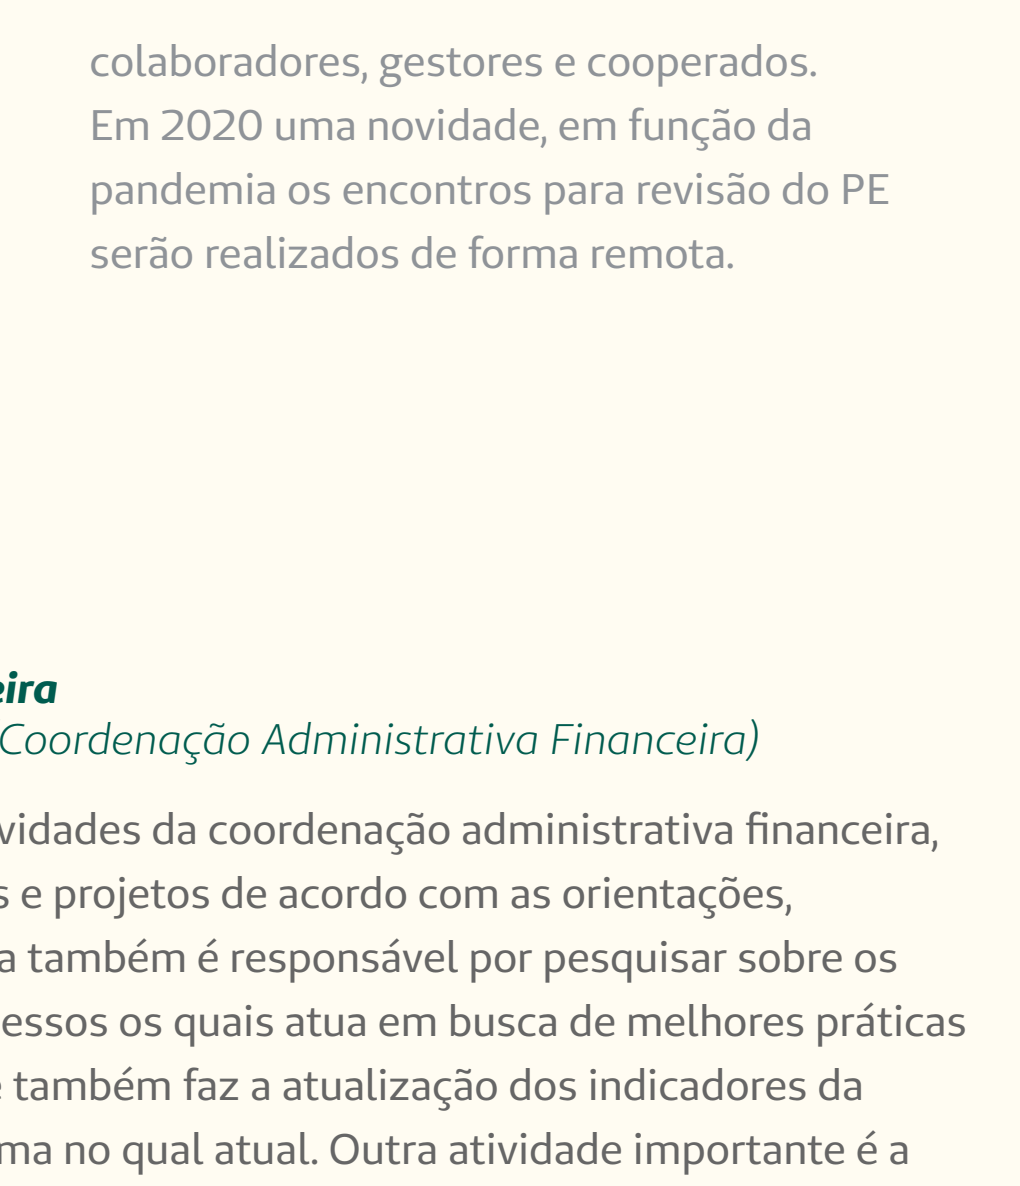 colaboradores, gestores e cooperados.
Em 2020 uma novidade, em função da
pandemia os encontros para revisão do PE
serão realizados de forma remota.
eira
Coordenação Administrativa Financeira)
vidades da coordenação administrativa financeira,
s e projetos de acordo com as orientações,
a também é responsável por pesquisar sobre os
essos os quais atua em busca de melhores práticas
e também faz a atualização dos indicadores da
ma no qual atual. Outra atividade importante é a